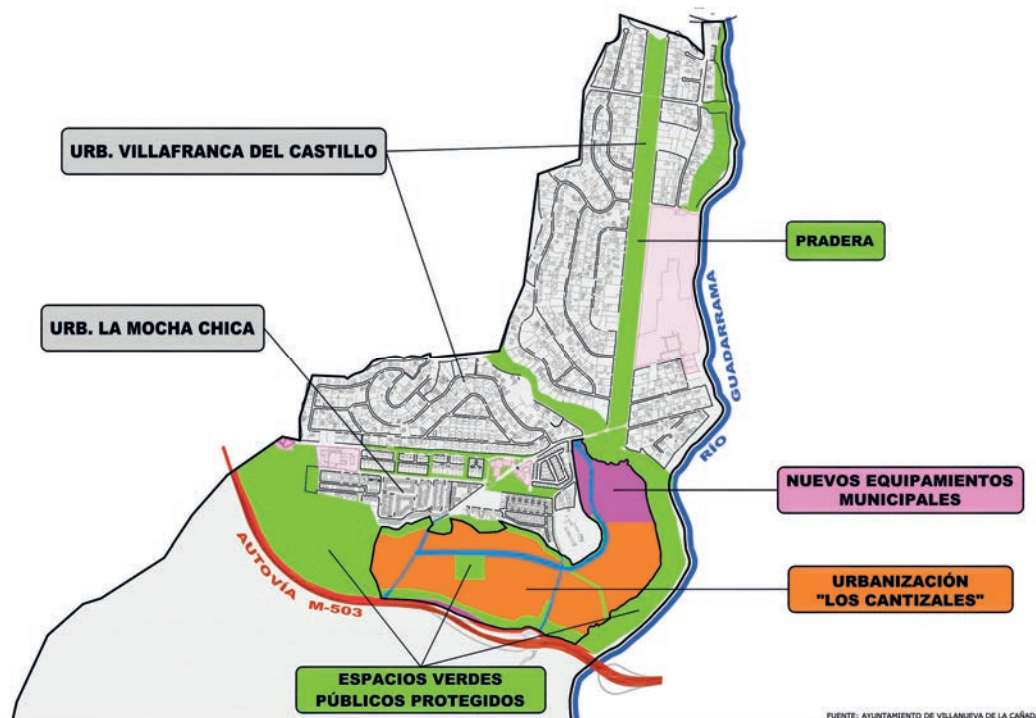 URB. VILLAFRANCA DEL CASTILLO
PRADERA
URB. LA MOCHA CHICA
RÍO GUADARRAMA
NUEVOS EQUIPAMIENTOS
MUNICIPALES
AUTOVÍA M-503
URBANIZACIÓN
"LOS CANTIZALES"
ESPACIOS VERDES
PÚBLICOS PROTEGIDOS
FUENTE: AYUNTAMIENTO DE VILLANUEVA DE LA CAÑADA